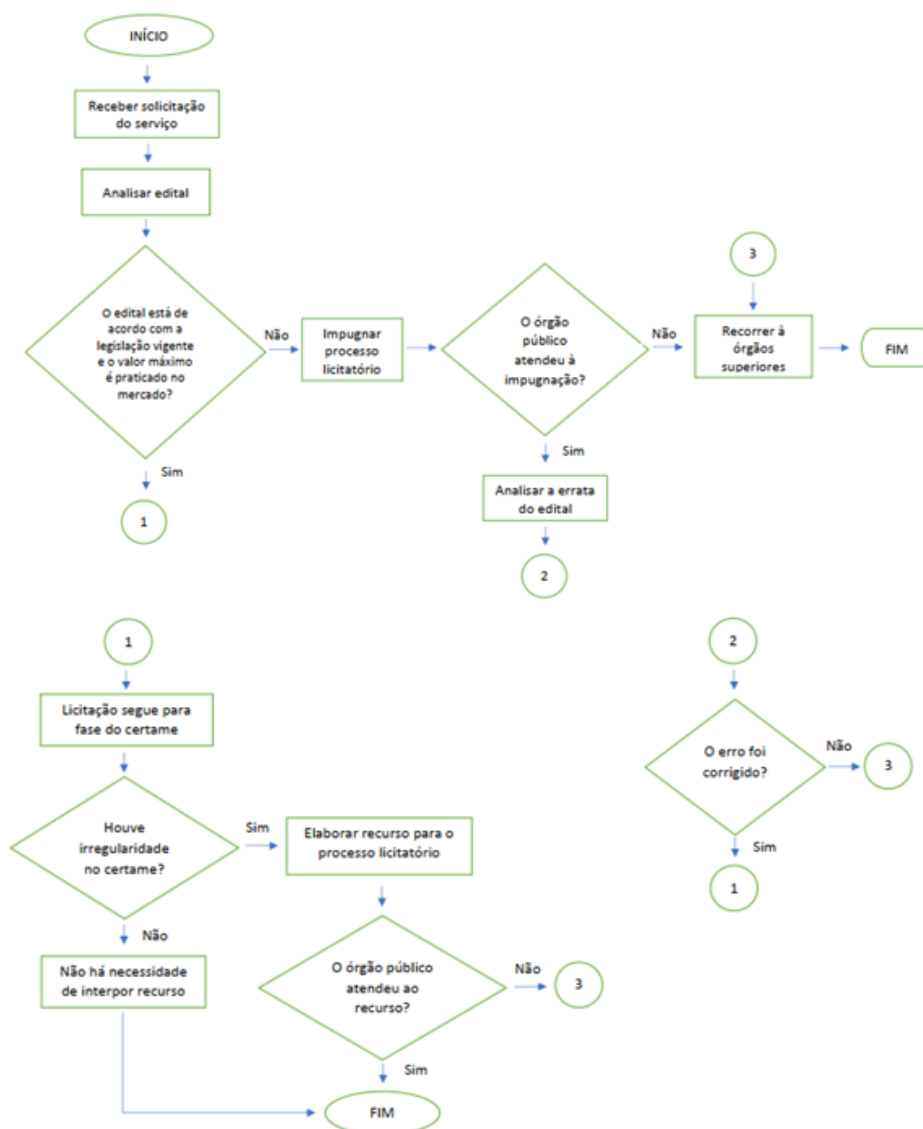 INÍCIO
Receber solicitação
do serviço
Analisar edital
O edital está de
acordo com a
legislação vigente
e o valor máximo
é praticado no
mercado?
Não
Impugnar
processo
licitatório
O órgão
público
atendeu à
impugnação?
Não
3
Recorrer à
órgãos
superiores
FIM
Sim
1
Sim
Analisar a errata
do edital
2
1
Licitação segue para
fase do certame
Houve
irregularidade
no certame?
Sim
Elaborar recurso para o
processo licitatório
Não
Não há necessidade
de interpor recurso
O órgão público
atendeu ao
recurso?
Não
3
Sim
FIM
2
O erro foi
corrigido?
Não
3
Sim
1